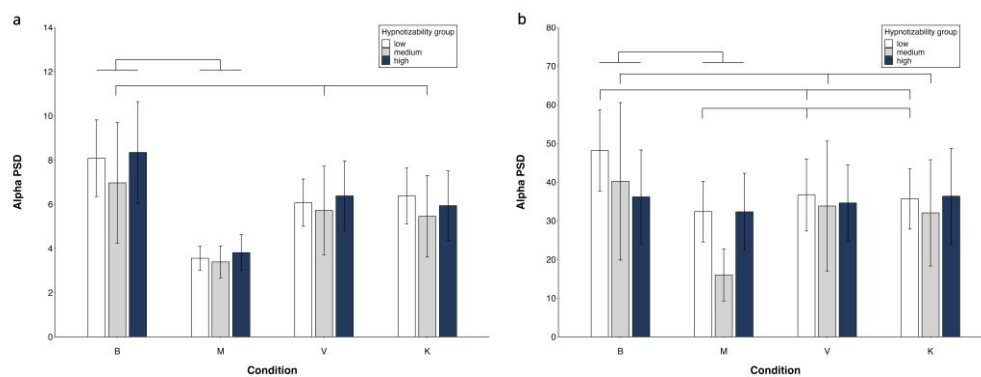 a
Hypnotizability group
low
medium
high
14
12
10
8
6
4
2
0
Alpha PSD
B M V K
Condition
b
Hypnotizability group
low
medium
high
80
70
60
50
40
30
20
10
0
Alpha PSD
B M V K
Condition